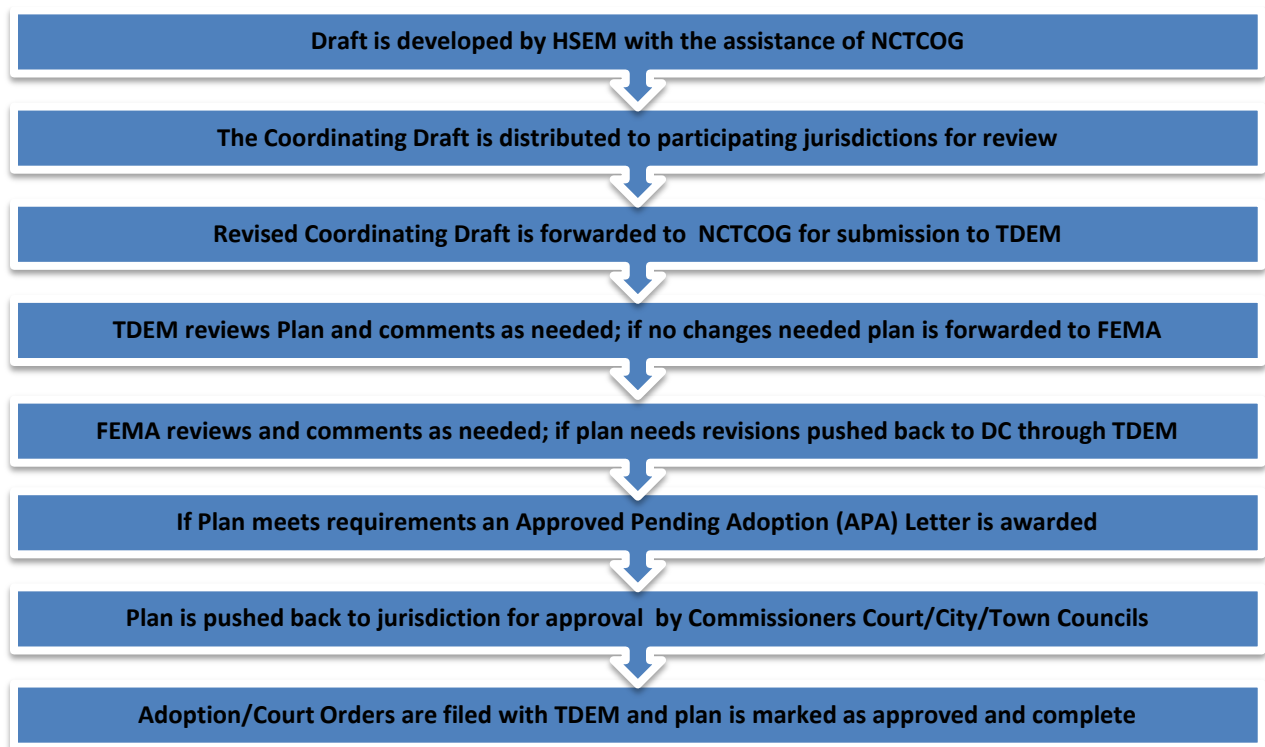 Draft is developed by HSEM with the assistance of NCTCOG
The Coordinating Draft is distributed to participating jurisdictions for review
Revised Coordinating Draft is forwarded to NCTCOG for submission to TDEM
TDEM reviews Plan and comments as needed; if no changes needed plan is forwarded to FEMA
FEMA reviews and comments as needed; if plan needs revisions pushed back to DC through TDEM
If Plan meets requirements an Approved Pending Adoption (APA) Letter is awarded
Plan is pushed back to jurisdiction for approval by Commissioners Court/City/Town Councils
Adoption/Court Orders are filed with TDEM and plan is marked as approved and complete